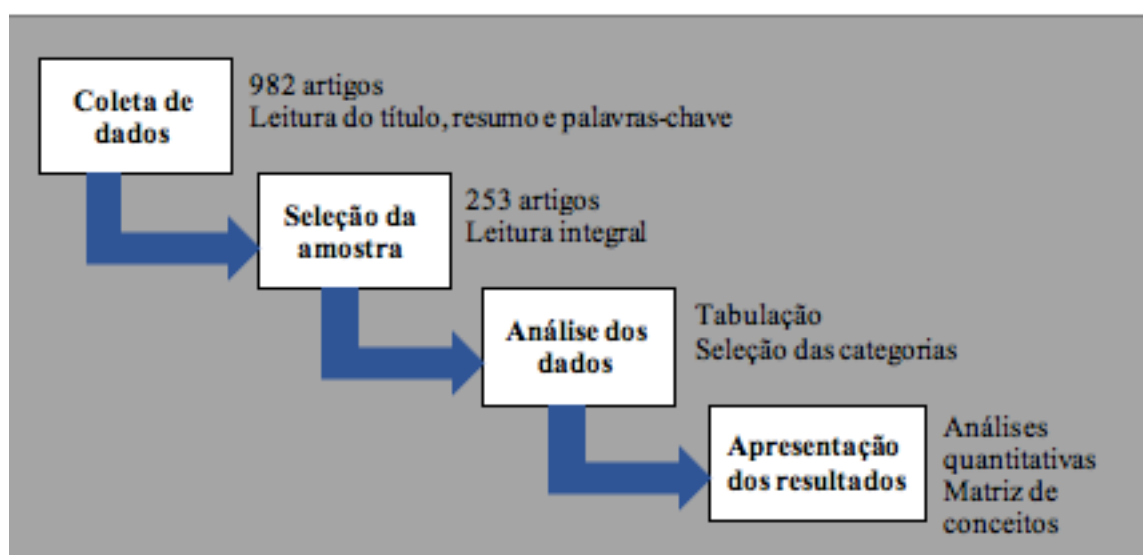 Coleta de
dados
982 artigos
Leitura do título, resumo e palavras-chave
Seleção da
amostra
253 artigos
Leitura integral
Análise dos
dados
Tabulação
Seleção das categorias
Apresentação
dos resultados
Análises
quantitativas
Matriz de
conceitos